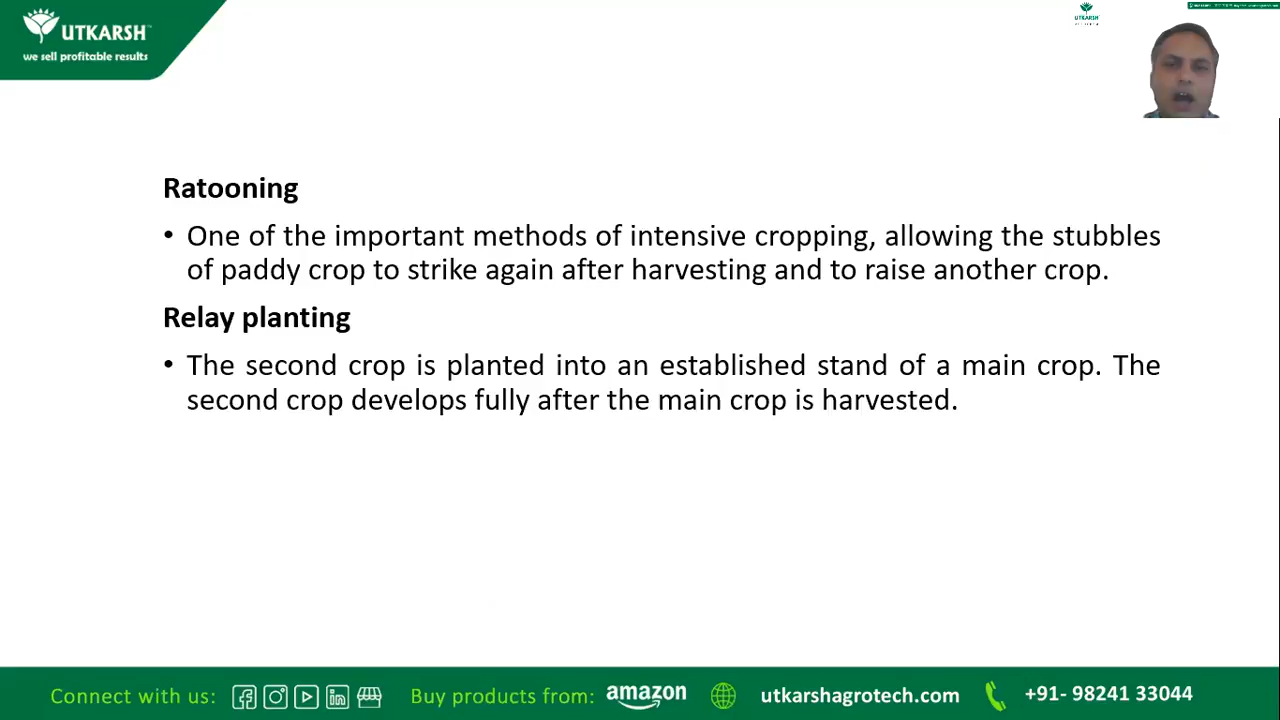 UTKARSH
we sell profitable results
UTKARSH
Ratooning
• One of the important methods of intensive cropping, allowing the stubbles
of paddy crop to strike again after harvesting and to raise another crop.
Relay planting
• The second crop is planted into an established stand of a main crop. The
second crop develops fully after the main crop is harvested.
Connect with us:
Buy products from: amazon
utkarshagrotech.com
+91- 98241 33044